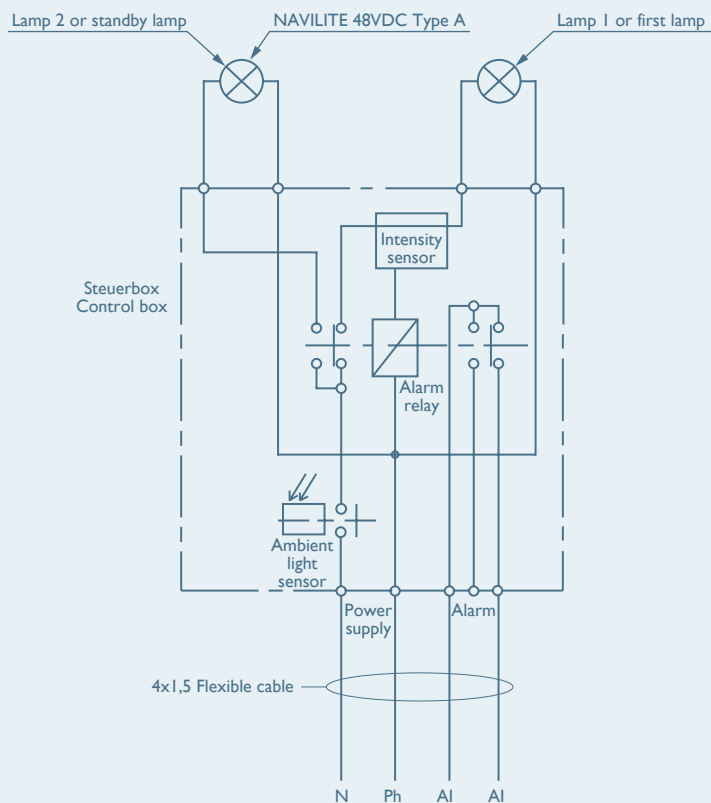 Lamp 2 or standby lamp
NAVILITE 48VDC Type A
Lamp 1 or first lamp
Intensity
sensor
Steuerbox
Control box
Alarm
relay
Ambient
light
sensor
Power
supply
Alarm
4x1,5 Flexible cable
N
Ph
Al
Al